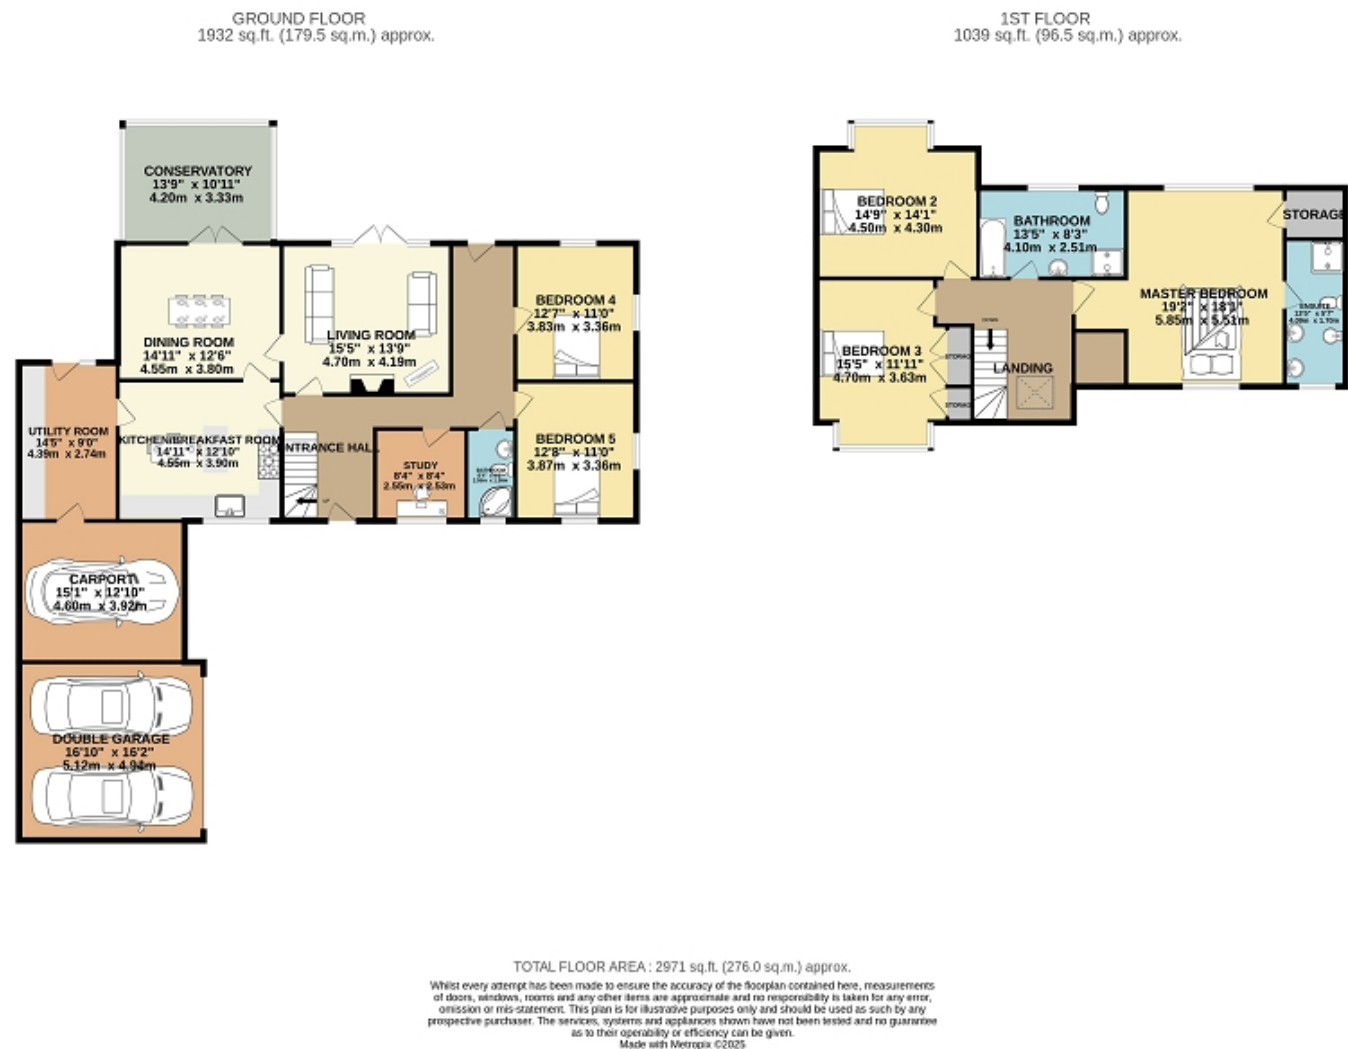 GROUND FLOOR
1932 sq.ft. (179.5 sq.m.) approx.
1ST FLOOR
1039 sq.ft. (96.5 sq.m.) approx.
CONSERVATORY
13'9" x 10'11"
4.20m x 3.33m
DINING ROOM
14'11" x 12'6"
4.55m x 3.80m
LIVING ROOM
15'5" x 13'9"
4.70m x 4.19m
BEDROOM 4
12'7" x 11'0"
3.83m x 3.36m
UTILITY ROOM
14'5" x 9'0"
4.39m x 2.74m
KITCHEN/BREAKFAST ROOM
14'11" x 12'10"
4.55m x 3.90m
ENTRANCE HALL
UP
STUDY
8'4" x 8'4"
2.55m x 2.53m
BATHROOM
BEDROOM 5
12'8" x 11'0"
3.87m x 3.36m
CARPORT
15'1" x 12'10"
4.60m x 3.92m
DOUBLE GARAGE
16'10" x 16'2"
5.12m x 4.94m
BEDROOM 2
14'9" x 14'1"
4.50m x 4.30m
BATHROOM
13'5" x 8'3"
4.10m x 2.51m
STORAGE
MASTER BEDROOM
19'2" x 18'1"
5.85m x 5.51m
ENSUITE
BEDROOM 3
15'5" x 11'11"
4.70m x 3.63m
STORAGE
STORAGE
DOWN
LANDING
TOTAL FLOOR AREA : 2971 sq.ft. (276.0 sq.m.) approx.
Whilst every attempt has been made to ensure the accuracy of the floorplan contained here, measurements
of doors, windows, rooms and any other items are approximate and no responsibility is taken for any error,
omission or mis-statement. This plan is for illustrative purposes only and should be used as such by any
prospective purchaser. The services, systems and appliances shown have not been tested and no guarantee
as to their operability or efficiency can be given.
Made with Metropix ©2025